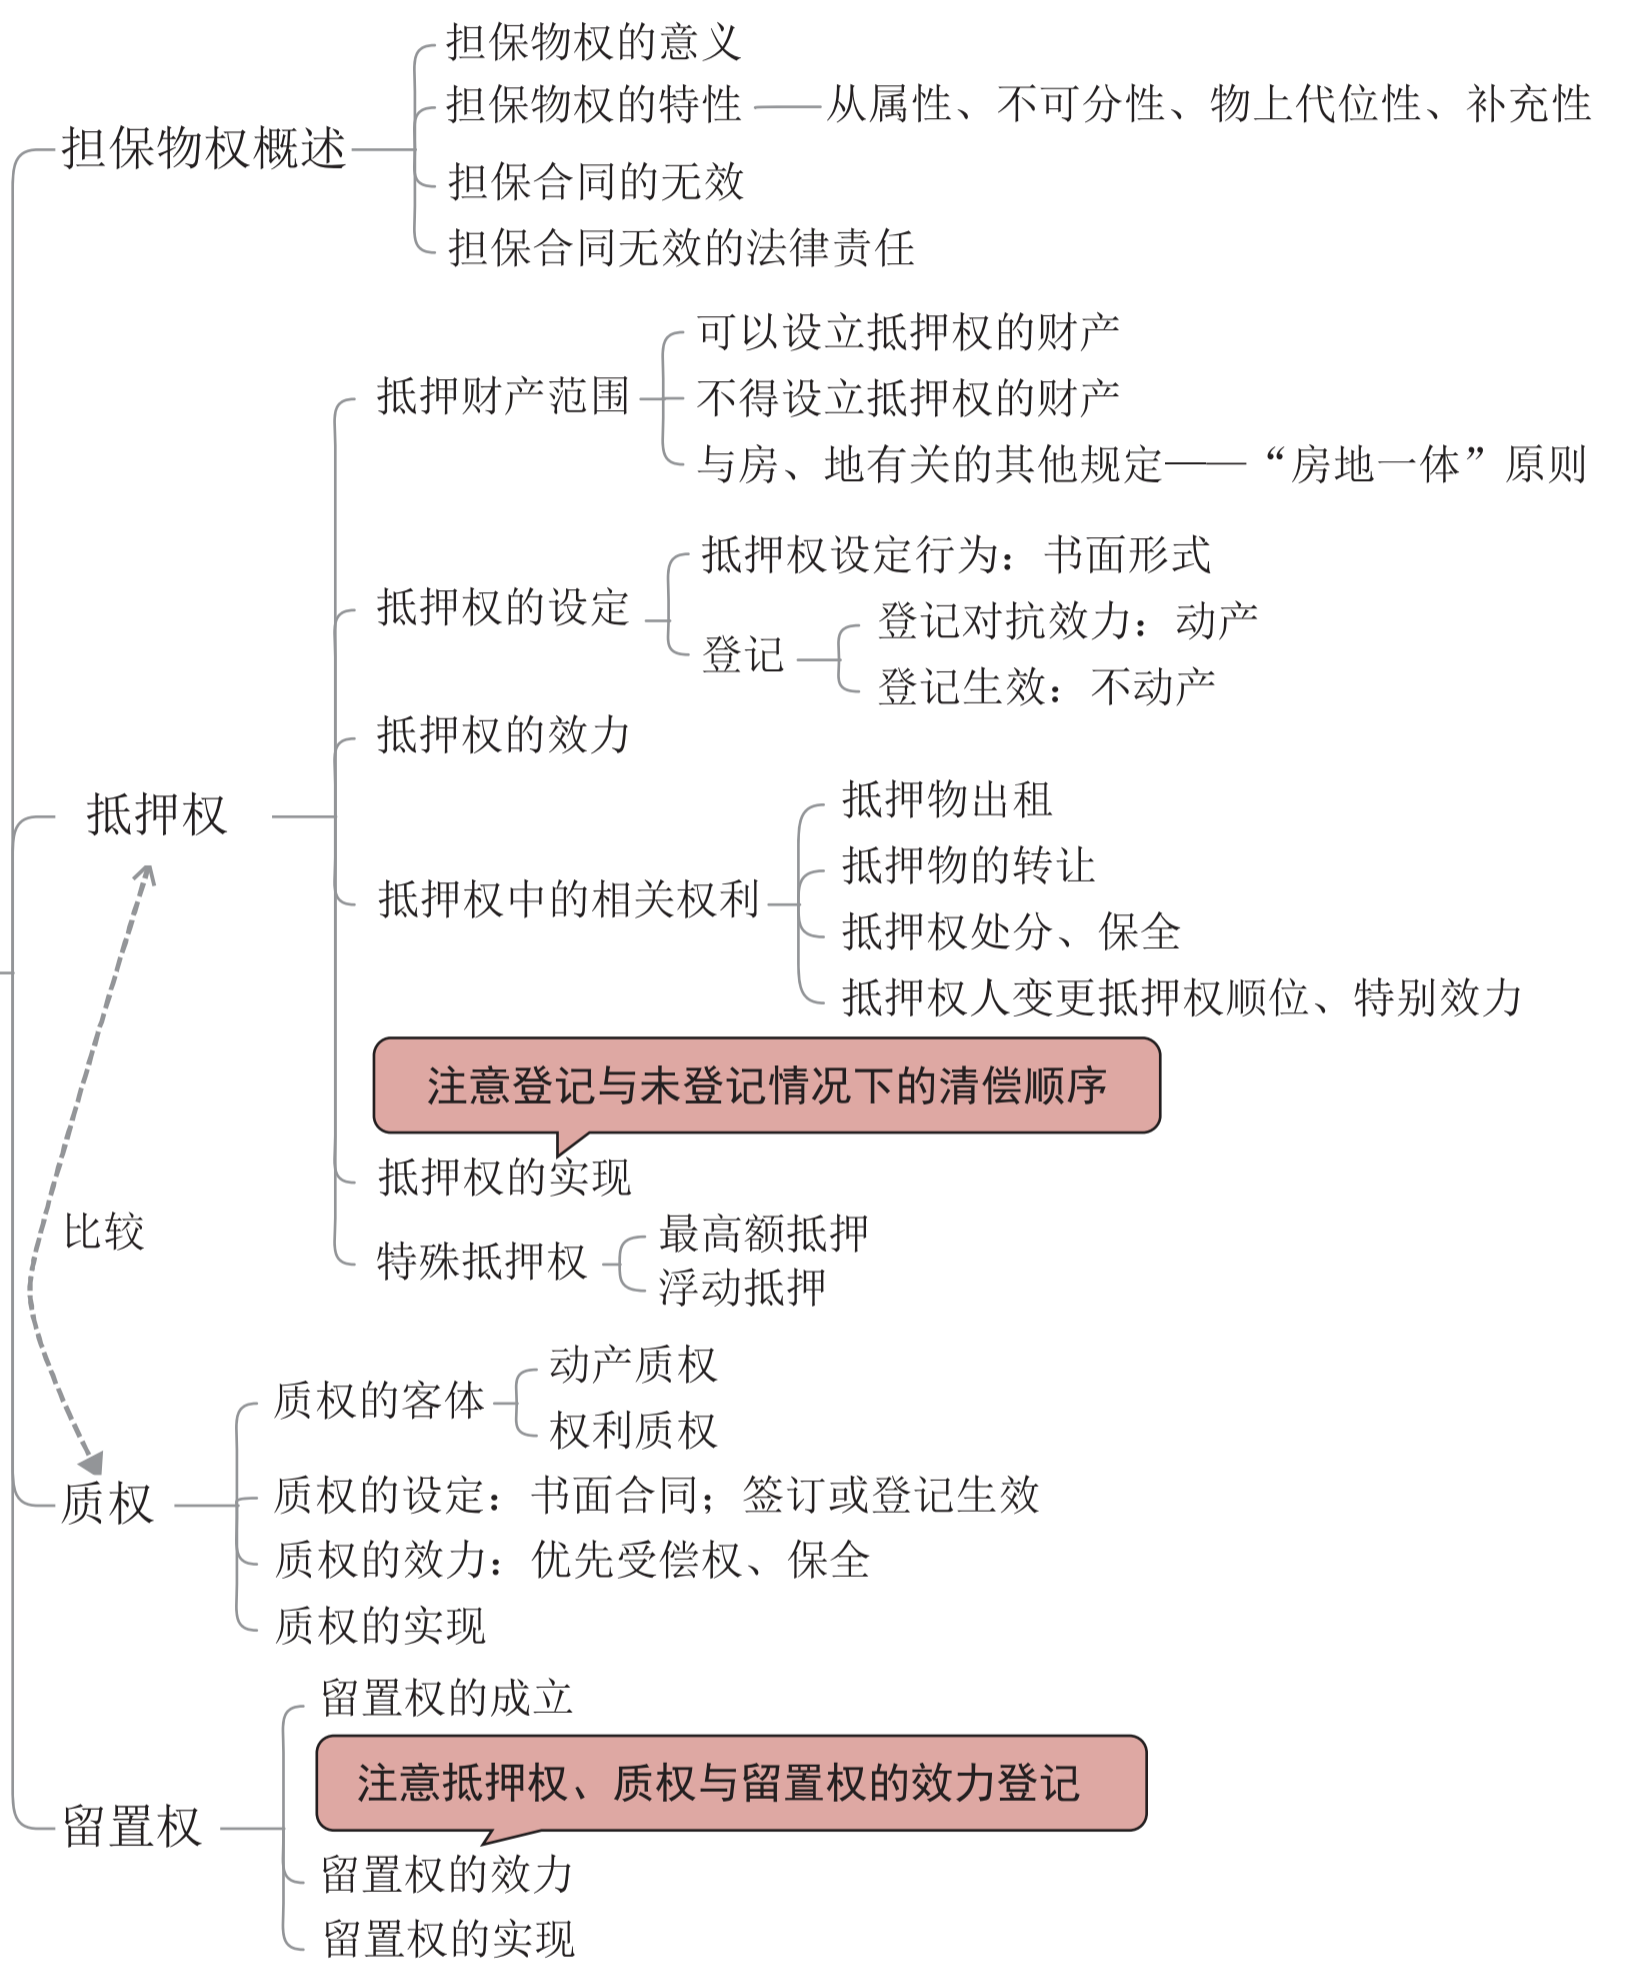 担保物权概述
担保物权的意义
担保物权的特性——从属性、不可分性、物上代位性、补充性
担保合同的无效
担保合同无效的法律责任
抵押权
抵押财产范围
可以设立抵押权的财产
不得设立抵押权的财产
与房、地有关的其他规定——“房地一体”原则
抵押权的设定
抵押权设定行为：书面形式
登记
登记对抗效力：动产
登记生效：不动产
抵押权的效力
抵押权中的相关权利
抵押物出租
抵押物的转让
抵押权处分、保全
抵押权人变更抵押权顺位、特别效力
注意登记与未登记情况下的清偿顺序
抵押权的实现
特殊抵押权
最高额抵押
浮动抵押
比较
质权
质权的客体
动产质权
权利质权
质权的设定：书面合同；签订或登记生效
质权的效力：优先受偿权、保全
质权的实现
留置权
留置权的成立
注意抵押权、质权与留置权的效力登记
留置权的效力
留置权的实现